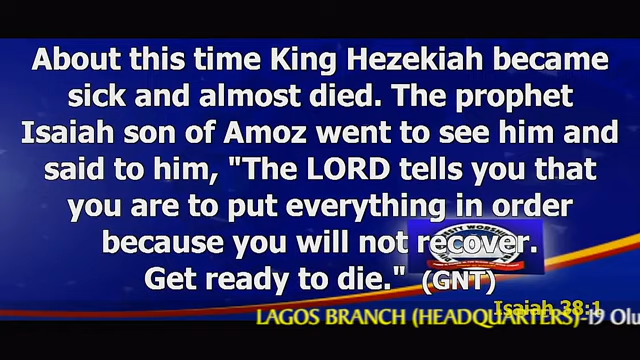 About this time King Hezekiah became
sick and almost died. The prophet
Isaiah son of Amoz went to see him and
said to him, "The LORD tells you that
you are to put everything in order
because you will not recover.
Get ready to die." (GNT)
Isaiah 38:1
LAGOS BRANCH (HEADQUARTERS)-19 Olu